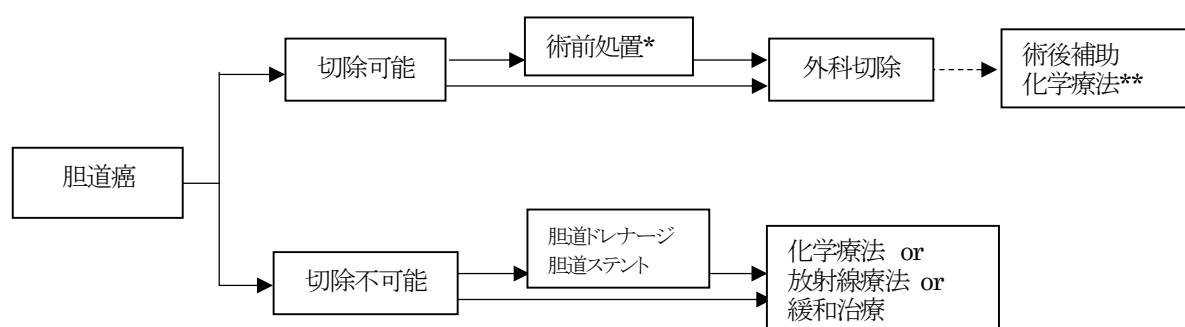 胆道癌
切除可能
術前処置*
外科切除
術後補助
化学療法**
切除不可能
胆道ドレナージ
胆道ステント
化学療法 or
放射線療法 or
緩和治療